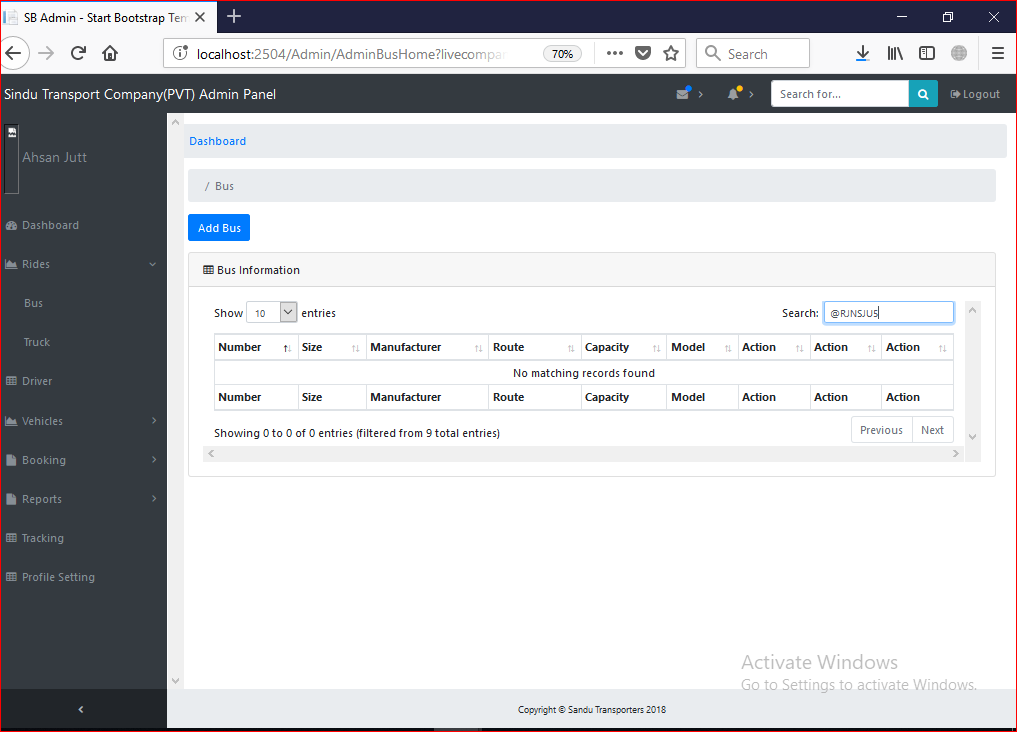 SB Admin - Start Bootstrap Tem
localhost:2504/Admin/AdminBusHome?livecompa
70%
Search
Sindu Transport Company(PVT) Admin Panel
Search for...
Logout
Ahsan Jutt
Dashboard
Rides
Bus
Truck
Driver
Vehicles
Booking
Reports
Tracking
Profile Setting
Dashboard
/ Bus
Add Bus
Bus Information
Show 10 entries
Search: @RJNSJU5
Number Size Manufacturer Route Capacity Model Action Action Action
No matching records found
Number Size Manufacturer Route Capacity Model Action Action Action
Showing 0 to 0 of 0 entries (filtered from 9 total entries)
Previous Next
Activate Windows
Go to Settings to activate Windows.
Copyright © Sandu Transporters 2018